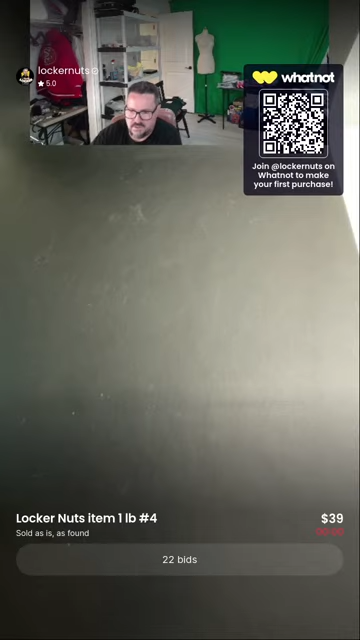 lockernuts
★ 5.0
whatnot
Join @lockernuts on
Whatnot to make
your first purchase!
Locker Nuts item 1 lb #4
$39
Sold as is, as found
22 bids